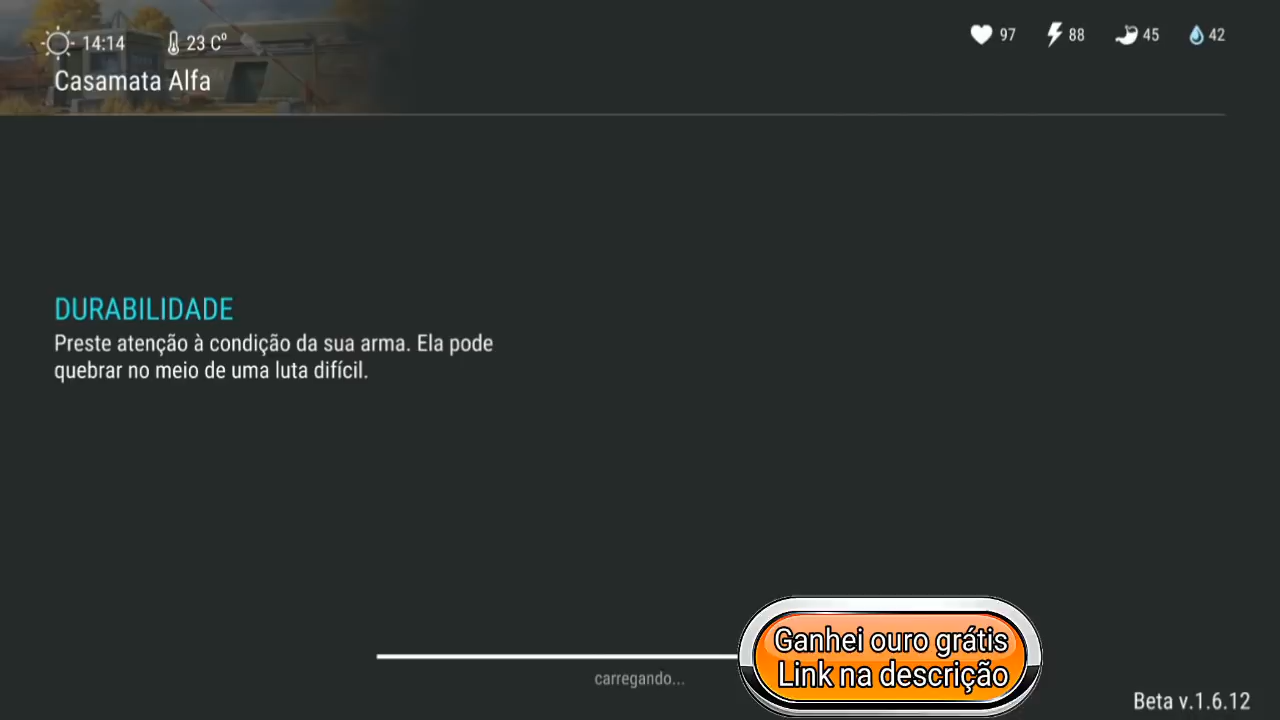 14:14
23 Cº
97
88
45
42
Casamata Alfa
DURABILIDADE
Preste atenção à condição da sua arma. Ela pode
quebrar no meio de uma luta difícil.
Ganhei ouro grátis
Link na descrição
carregando...
Beta v.1.6.12